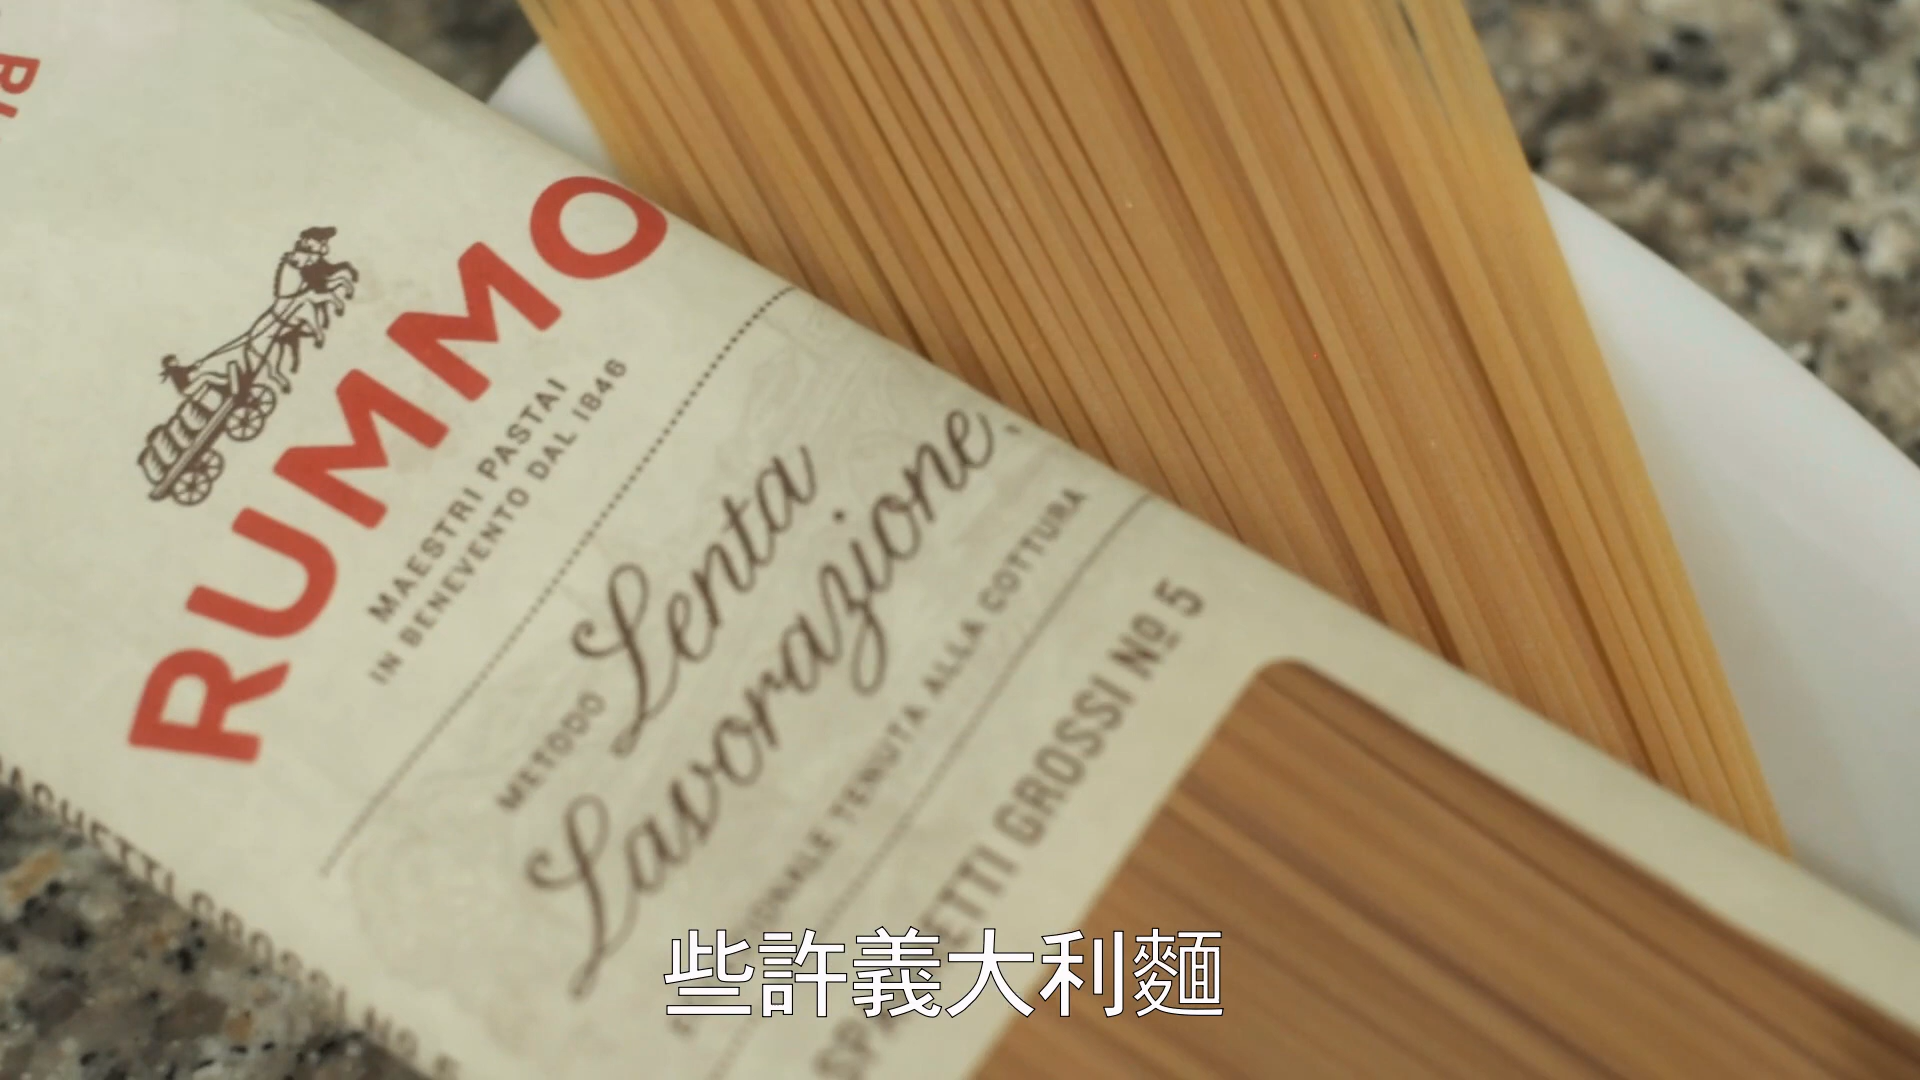 RUMMO
MAESTRI PASTAI
IN BENEVENTO DAL 1846
METODO
Lenta
Lavorazione
TENUTA ALLA COTTURA
GROSSI Nº 5
些許義大利麵